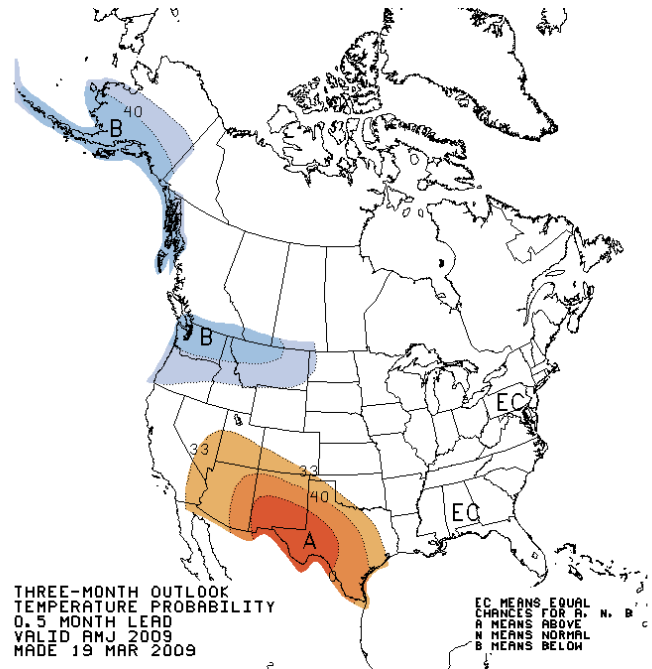 40
B
B
EC
33
33
40
EC
A
0
THREE-MONTH OUTLOOK
TEMPERATURE PROBABILITY
0.5 MONTH LEAD
VALID AMJ 2009
MADE 19 MAR 2009
EC MEANS EQUAL
CHANCES FOR A, N, B
A MEANS ABOVE
N MEANS NORMAL
B MEANS BELOW